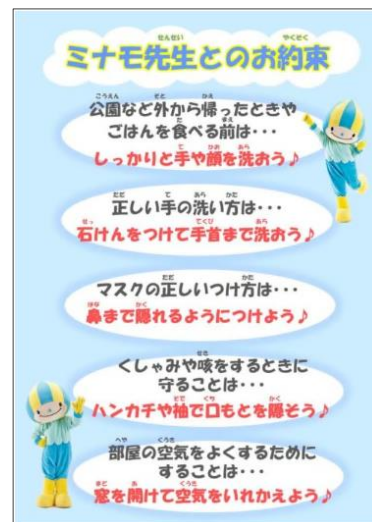 ミナモ先生とのお約束
公園など外から帰ったときや
ごはんを食べる前は・・・
しっかりと手や顔を洗おう♪
正しい手の洗い方は・・・
石けんをつけて手首まで洗おう♪
マスクの正しいつけ方は・・・
鼻まで隠れるようにつけよう♪
くしゃみや咳をするときに
守ることは・・・
ハンカチや袖で口もとを隠そう♪
部屋の空気をよくするために
することは・・・
窓を開けて空気をいれかえよう♪